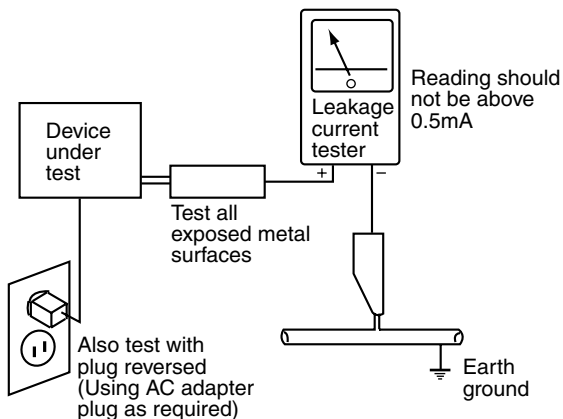 Device
under
test
Leakage
current
tester
Reading should
not be above
0.5mA
+
−
Test all
exposed metal
surfaces
Also test with
plug reversed
(Using AC adapter
plug as required)
Earth
ground